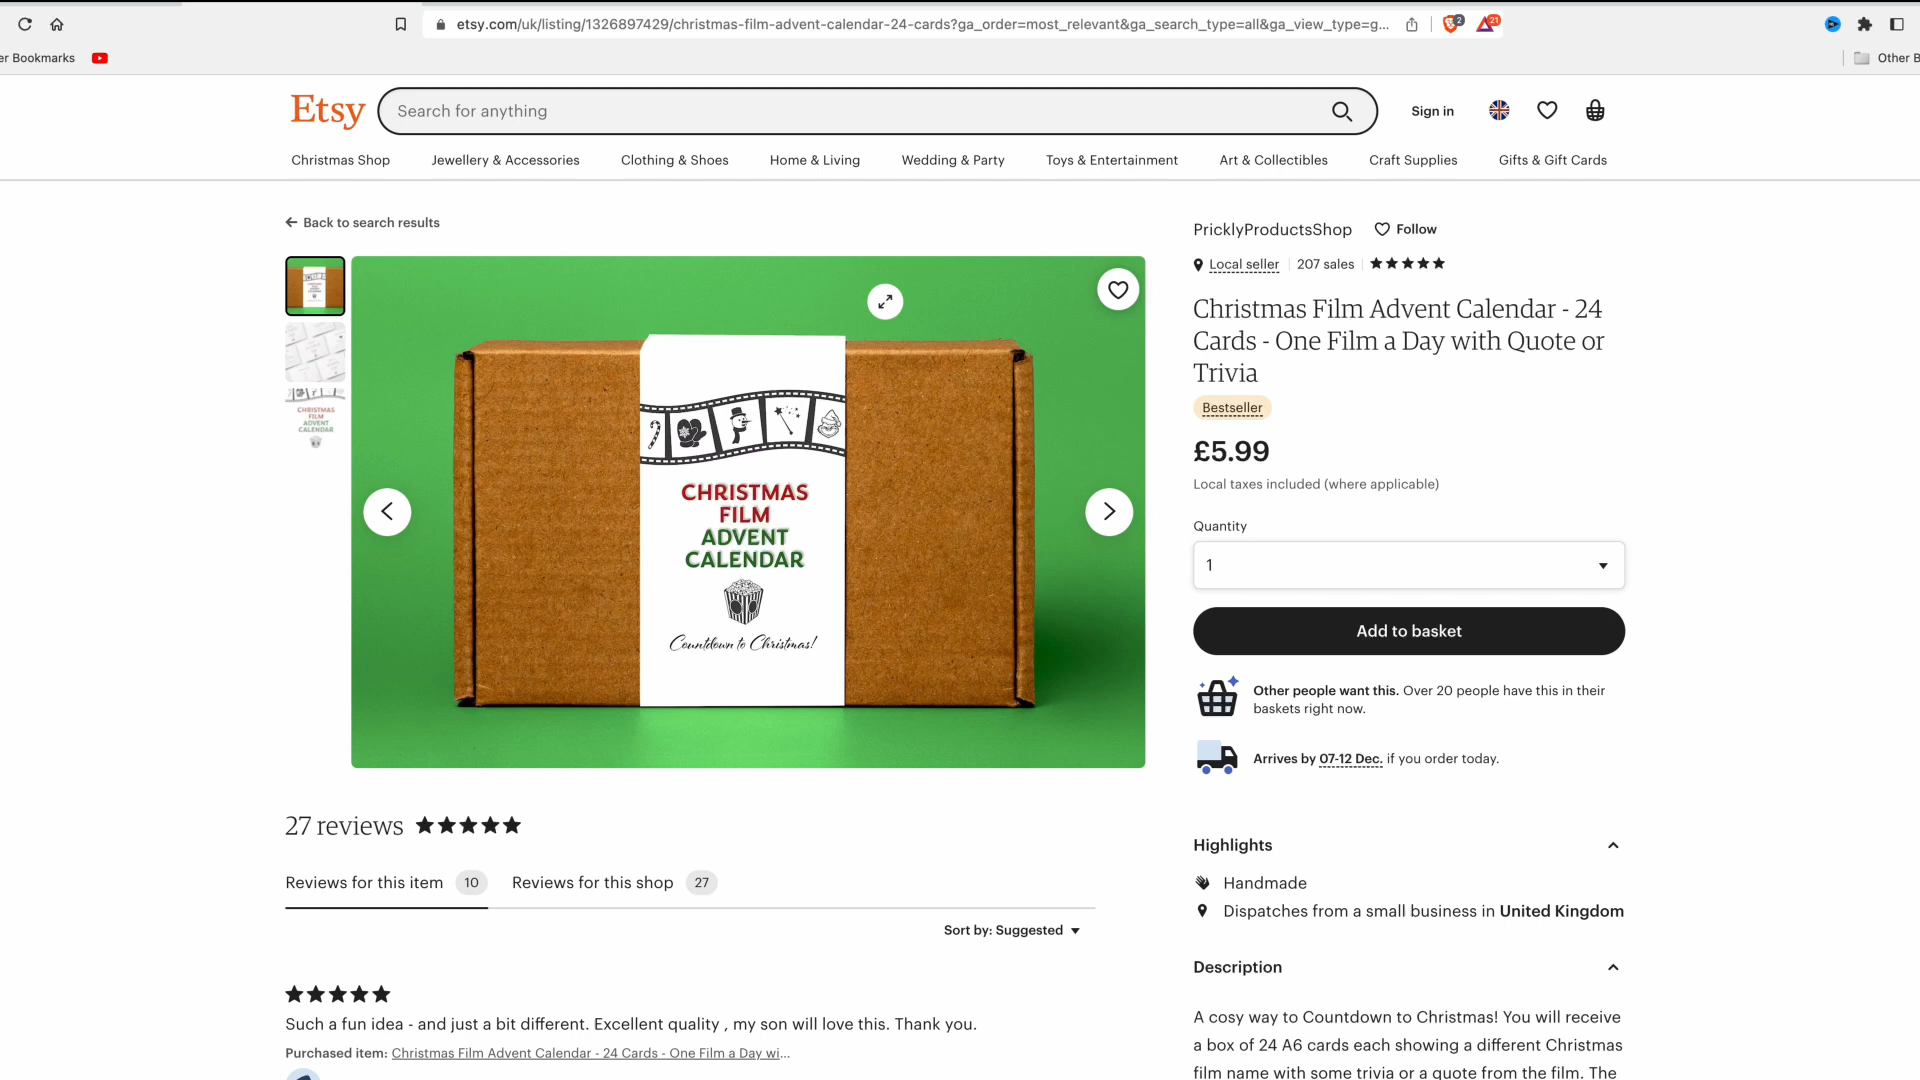 etsy.com/uk/listing/1326897429/christmas-film-advent-calendar-24-cards?ga_order=most_relevant&ga_search_type=all&ga_view_type=g...
2
21
er Bookmarks
Other B
Etsy
Search for anything
Sign in
Christmas Shop
Jewellery & Accessories
Clothing & Shoes
Home & Living
Wedding & Party
Toys & Entertainment
Art & Collectibles
Craft Supplies
Gifts & Gift Cards
Back to search results
CHRISTMAS
FILM
ADVENT
CALENDAR
CHRISTMAS
FILM
ADVENT
CALENDAR
Countdown to Christmas!
PricklyProductsShop
Follow
Local seller
207 sales
Christmas Film Advent Calendar - 24
Cards - One Film a Day with Quote or
Trivia
Bestseller
£5.99
Local taxes included (where applicable)
Quantity
1
Add to basket
Other people want this. Over 20 people have this in their
baskets right now.
Arrives by 07-12 Dec. if you order today.
Highlights
Handmade
Dispatches from a small business in United Kingdom
Description
A cosy way to Countdown to Christmas! You will receive
a box of 24 A6 cards each showing a different Christmas
film name with some trivia or a quote from the film. The
27 reviews
Reviews for this item 10
Reviews for this shop 27
Sort by: Suggested
Such a fun idea - and just a bit different. Excellent quality , my son will love this. Thank you.
Purchased item: Christmas Film Advent Calendar - 24 Cards - One Film a Day wi...